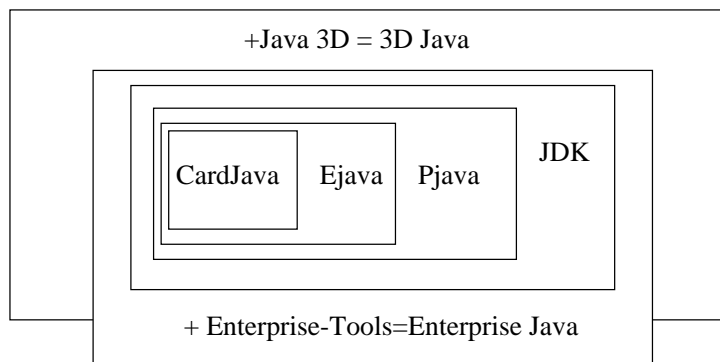 +Java 3D = 3D Java
JDK
CardJava Ejava Pjava
+ Enterprise-Tools=Enterprise Java